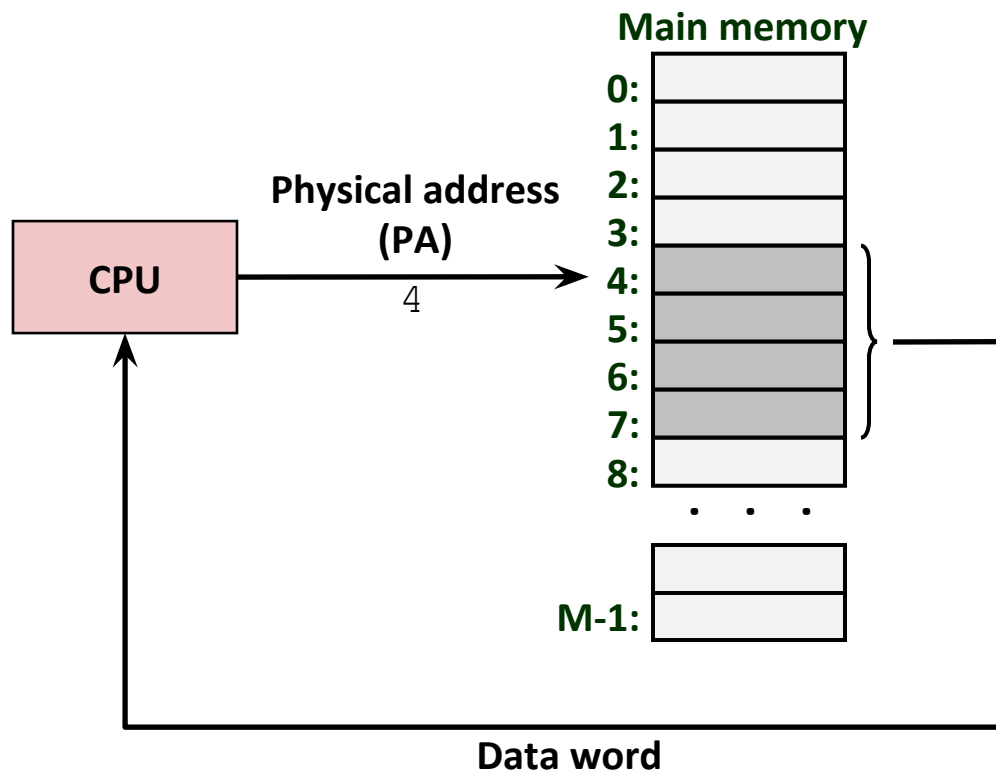 Main memory
0:
1:
2:
Physical address
(PA)
3:
CPU
4
4:
5:
6:
7:
8:
. . .
M-1:
Data word